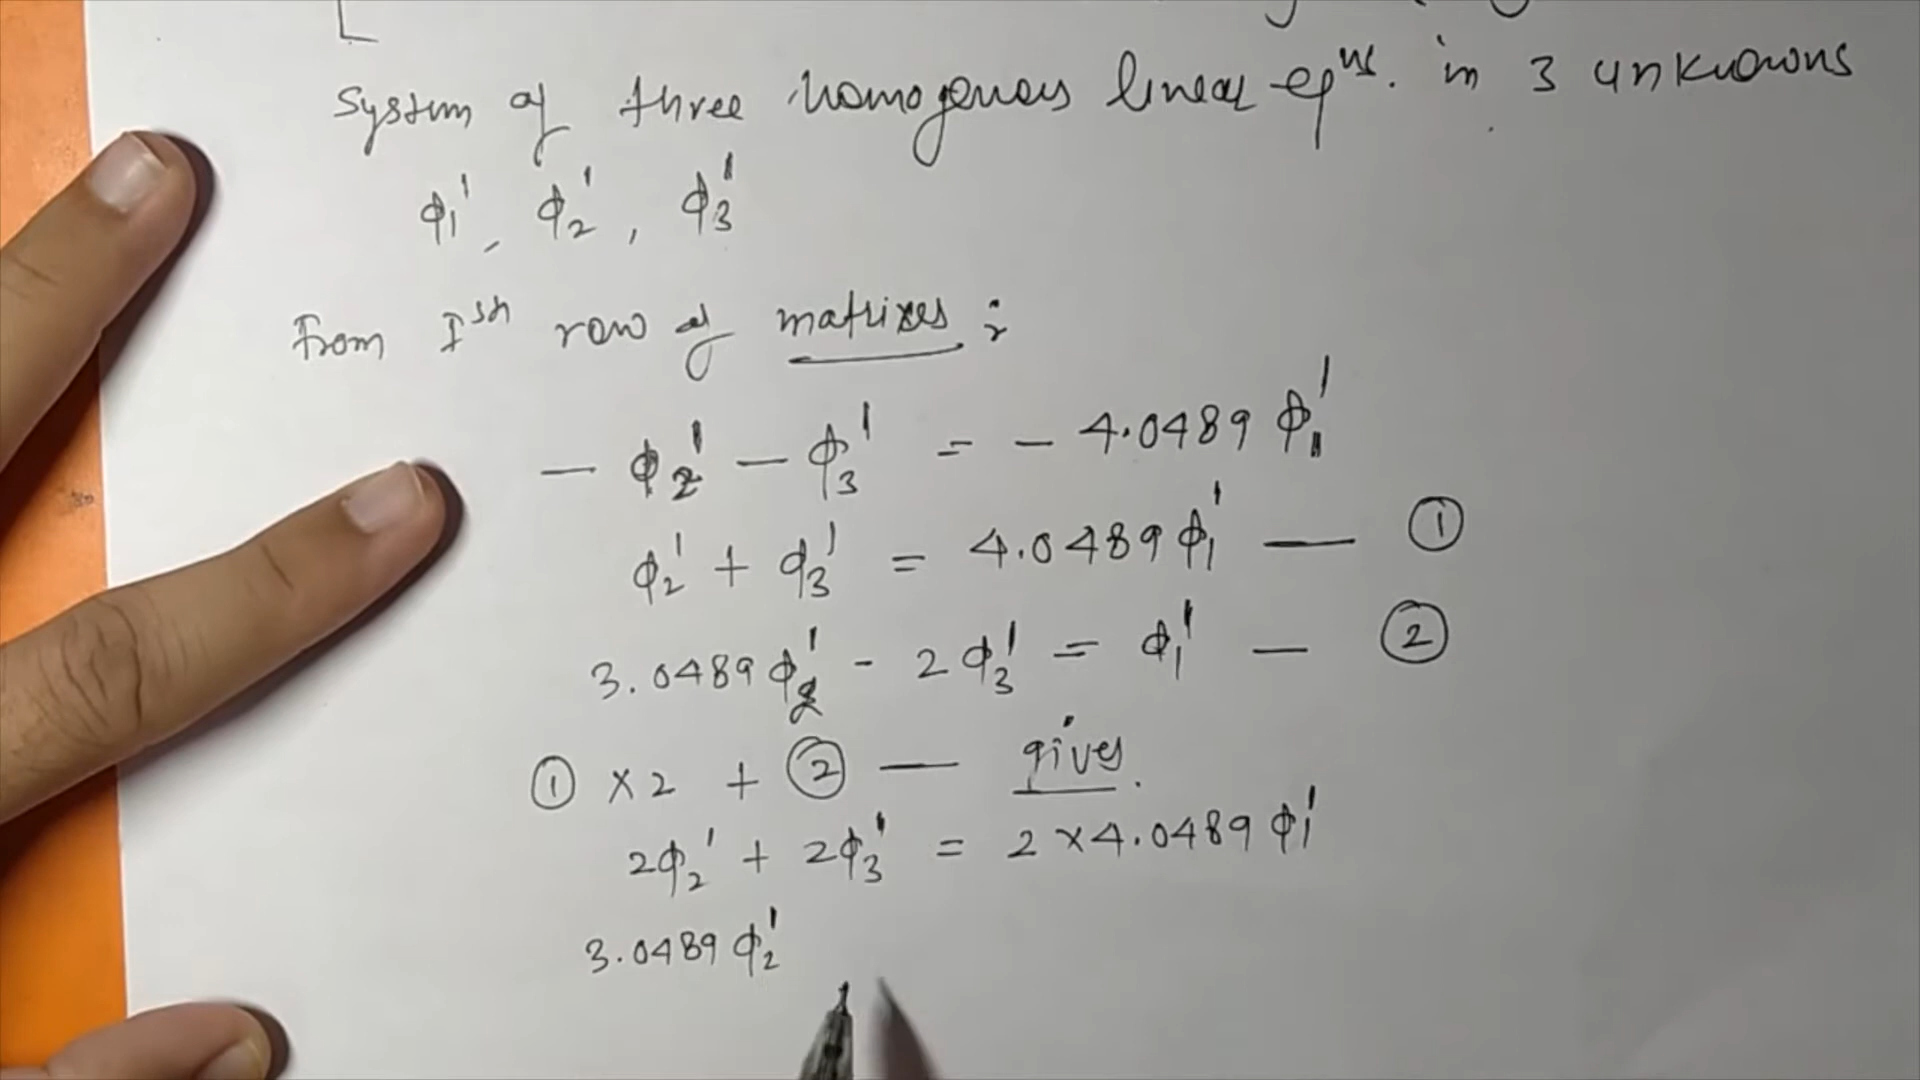 System of three homogenous linear eqns. in 3 unknowns
ϕ₁', ϕ₂', ϕ₃'
From Ist row of matrixes :
− ϕ₂' − ϕ₃' = − 4.0489 ϕ₁'
ϕ₂' + ϕ₃' = 4.0489 ϕ₁' — ①
3.0489 ϕ₂' - 2 ϕ₃' = ϕ₁' — ②
① × 2 + ② — gives.
2ϕ₂' + 2ϕ₃' = 2 × 4.0489 ϕ₁'
3.0489 ϕ₂'